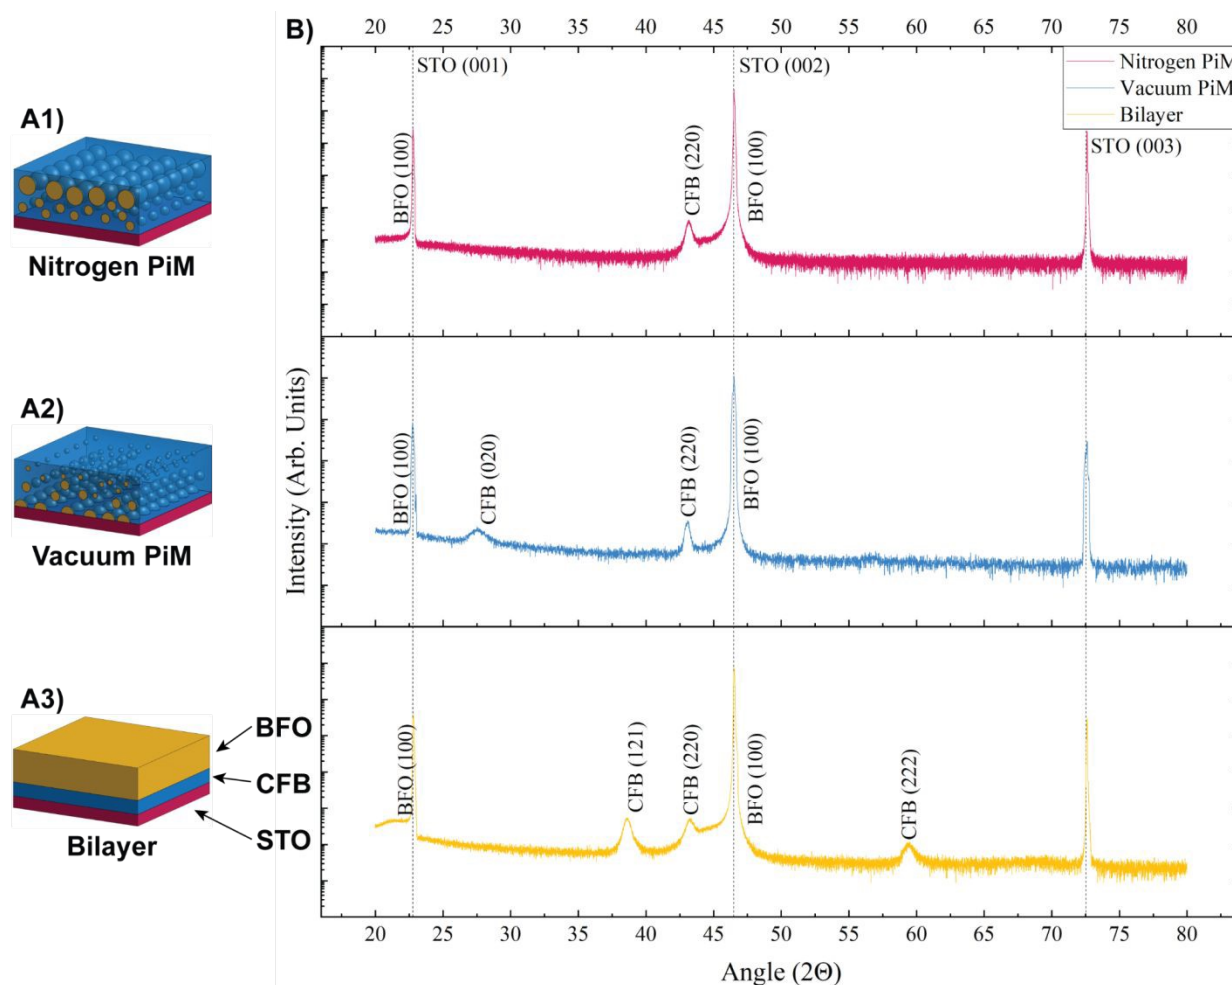 A1)
Nitrogen PiM
A2)
Vacuum PiM
A3)
BFO
CFB
STO
Bilayer
B)
20 25 30 35 40 45 50 55 60 65 70 75 80
STO (001)
STO (002)
Nitrogen PiM
Vacuum PiM
Bilayer
STO (003)
BFO (100)
CFB (220)
BFO (100)
Intensity (Arb. Units)
BFO (100)
CFB (020)
CFB (220)
BFO (100)
BFO (100)
CFB (121)
CFB (220)
BFO (100)
CFB (222)
20 25 30 35 40 45 50 55 60 65 70 75 80
Angle (2Θ)